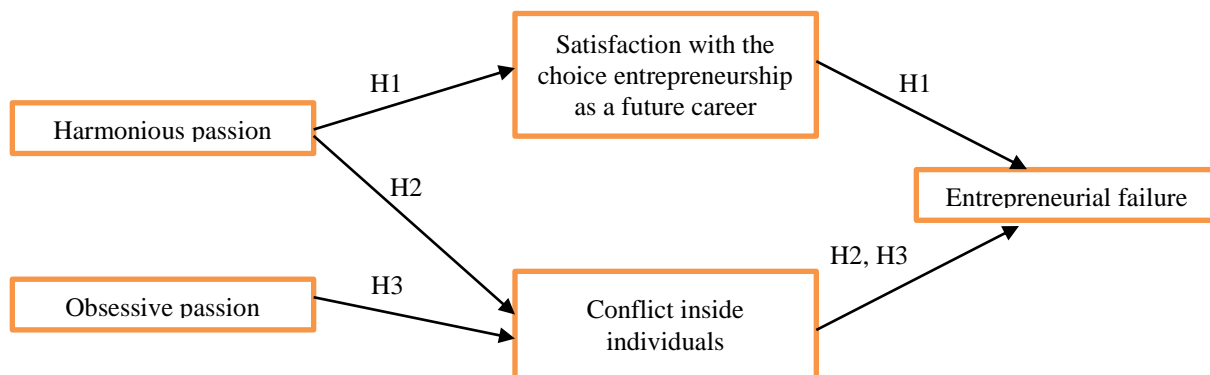 Satisfaction with the
choice entrepreneurship
as a future career
H1
H1
Harmonious passion
H2
Entrepreneurial failure
H2, H3
H3
Obsessive passion
Conflict inside
individuals